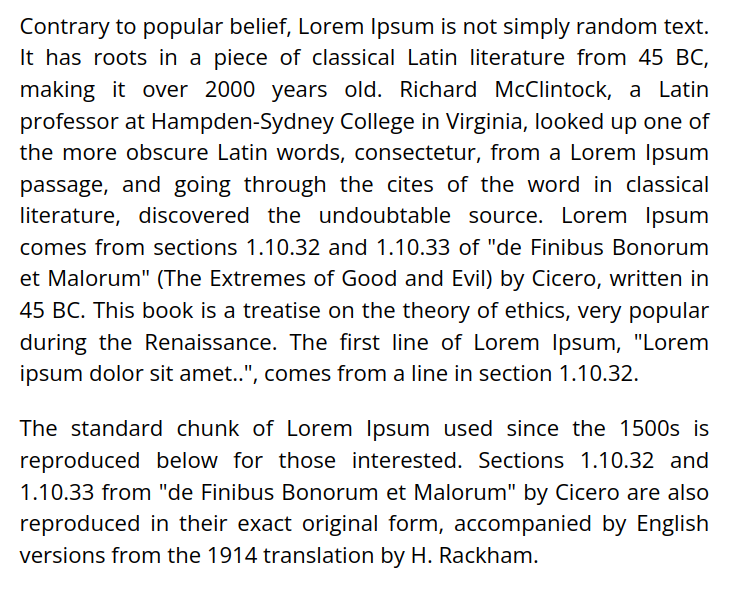 Contrary to popular belief, Lorem Ipsum is not simply random text.
It has roots in a piece of classical Latin literature from 45 BC,
making it over 2000 years old. Richard McClintock, a Latin
professor at Hampden-Sydney College in Virginia, looked up one of
the more obscure Latin words, consectetur, from a Lorem Ipsum
passage, and going through the cites of the word in classical
literature, discovered the undoubtable source. Lorem Ipsum
comes from sections 1.10.32 and 1.10.33 of "de Finibus Bonorum
et Malorum" (The Extremes of Good and Evil) by Cicero, written in
45 BC. This book is a treatise on the theory of ethics, very popular
during the Renaissance. The first line of Lorem Ipsum, "Lorem
ipsum dolor sit amet..", comes from a line in section 1.10.32.
The standard chunk of Lorem Ipsum used since the 1500s is
reproduced below for those interested. Sections 1.10.32 and
1.10.33 from "de Finibus Bonorum et Malorum" by Cicero are also
reproduced in their exact original form, accompanied by English
versions from the 1914 translation by H. Rackham.